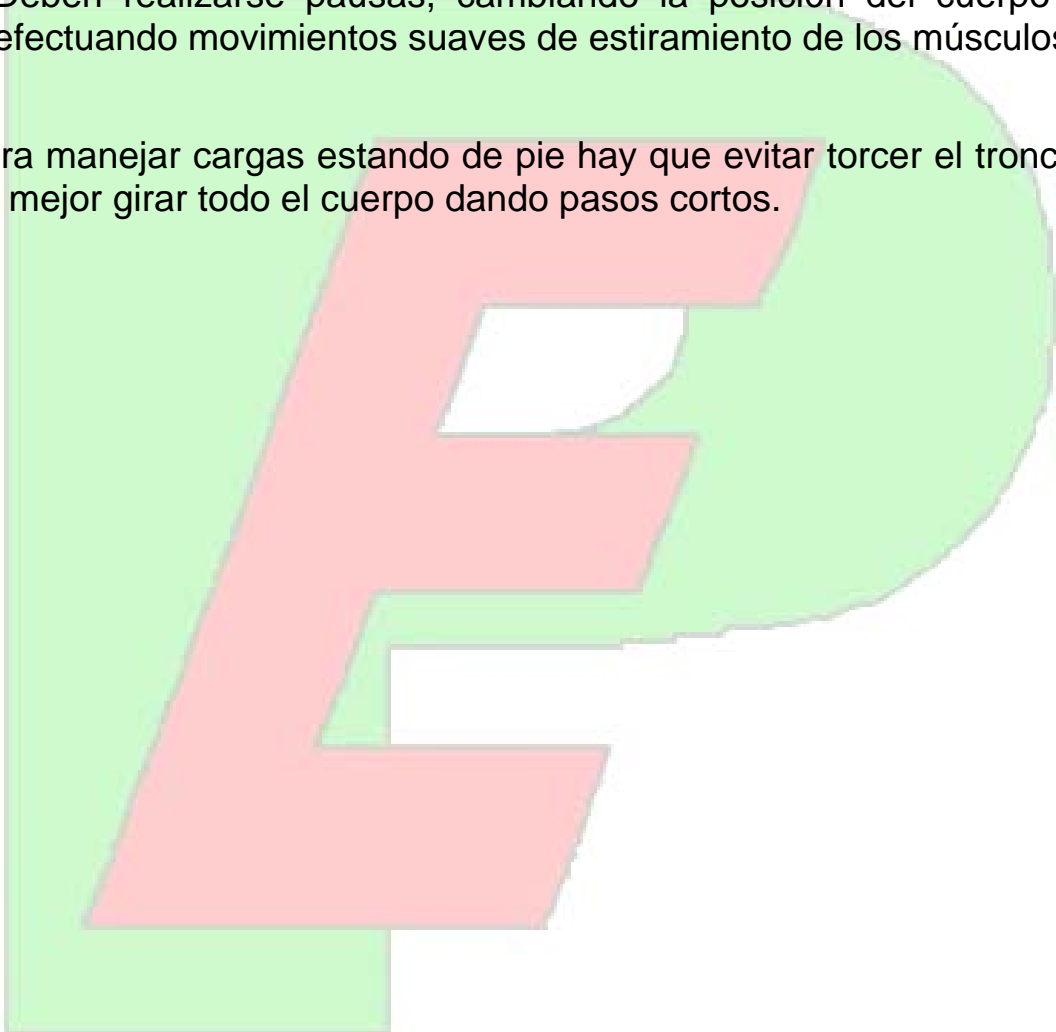 Deben realizarse pausas, cambiando la posición del cuerpo
efectuando movimientos suaves de estiramiento de los músculos
ra manejar cargas estando de pie hay que evitar torcer el tronc
mejor girar todo el cuerpo dando pasos cortos.
E
P